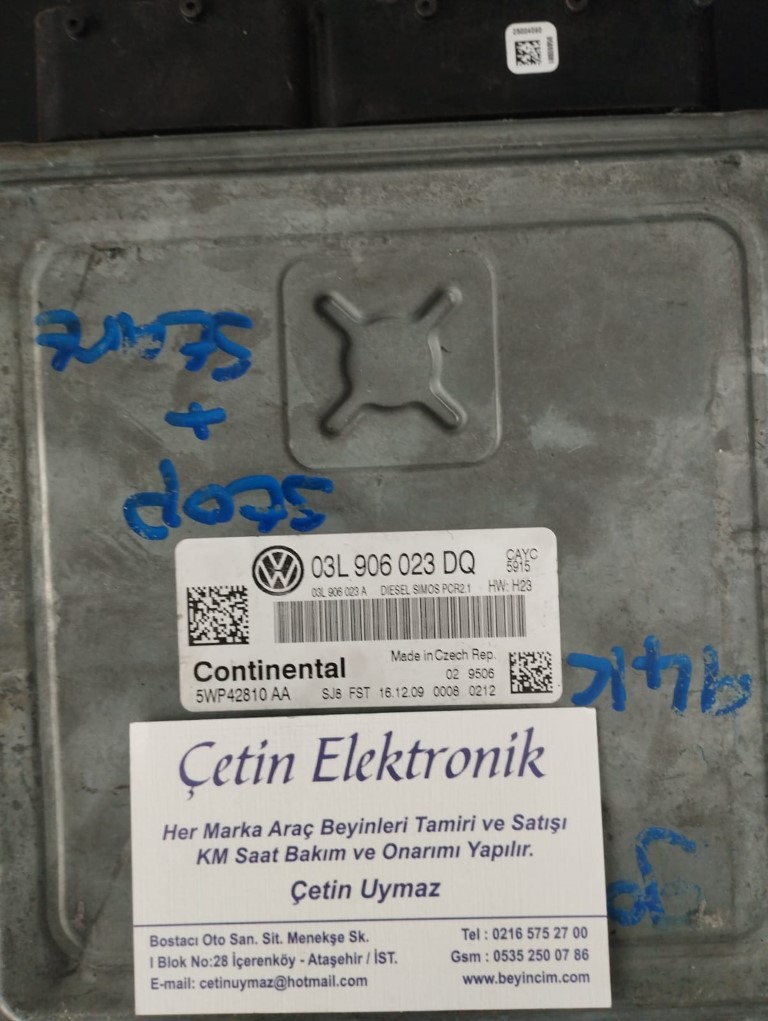 START
+
STOP
03L 906 023 DQ
CAYC
5915
03L 906 023 A DIESEL SIMOS PCR2.1 HW: H23
Continental
Made in Czech Rep.
02 9506
5WP42810 AA SJ8 FST 16.12.09 0008 0212
Çetin Elektronik
Her Marka Araç Beyinleri Tamiri ve Satışı
KM Saat Bakım ve Onarımı Yapılır.
Çetin Uymaz
Bostacı Oto San. Sit. Menekşe Sk.
I Blok No:28 İçerenköy - Ataşehir / İST.
E-mail: cetinuymaz@hotmail.com
Tel : 0216 575 27 00
Gsm : 0535 250 07 86
www.beyincim.com